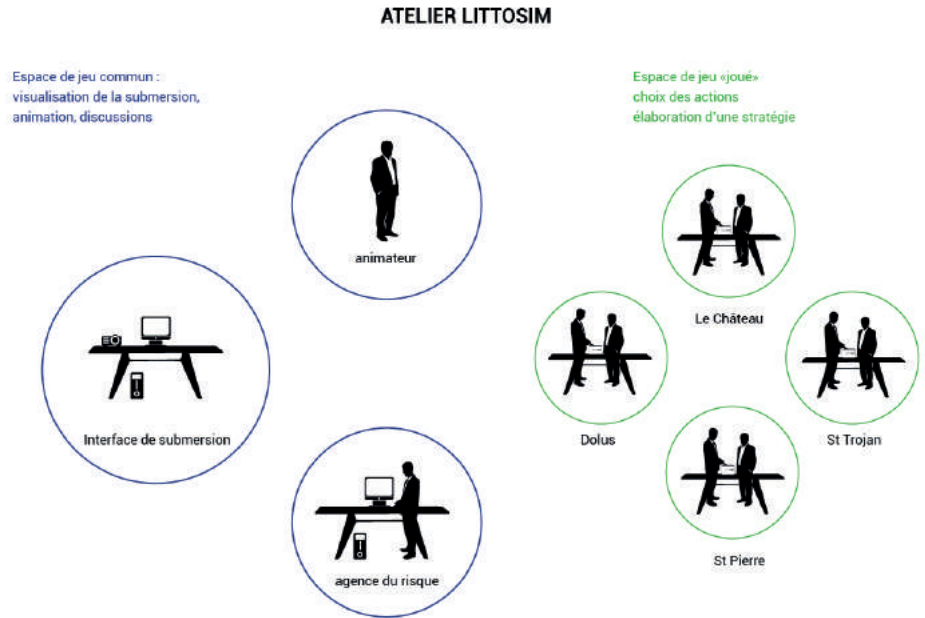 ATELIER LITTOSIM
Espace de jeu commun :
visualisation de la submersion,
animation, discussions
Espace de jeu «joué»
choix des actions
élaboration d'une stratégie
animateur
Le Château
Interface de submersion
Dolus
St Trojan
agence du risque
St Pierre